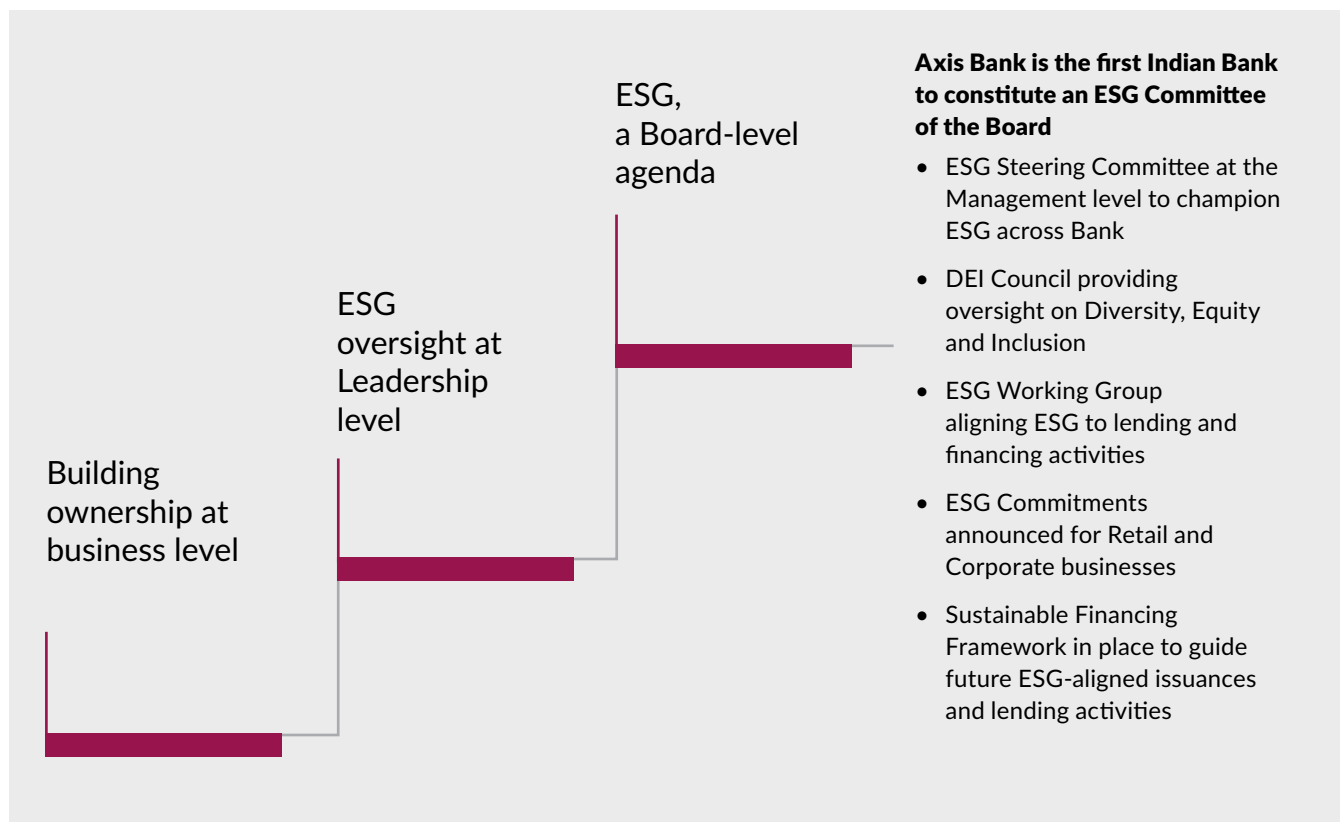 Building
ownership at
business level
ESG
oversight at
Leadership
level
ESG,
a Board-level
agenda
Axis Bank is the first Indian Bank
to constitute an ESG Committee
of the Board
• ESG Steering Committee at the
Management level to champion
ESG across Bank
• DEI Council providing
oversight on Diversity, Equity
and Inclusion
• ESG Working Group
aligning ESG to lending and
financing activities
• ESG Commitments
announced for Retail and
Corporate businesses
• Sustainable Financing
Framework in place to guide
future ESG-aligned issuances
and lending activities